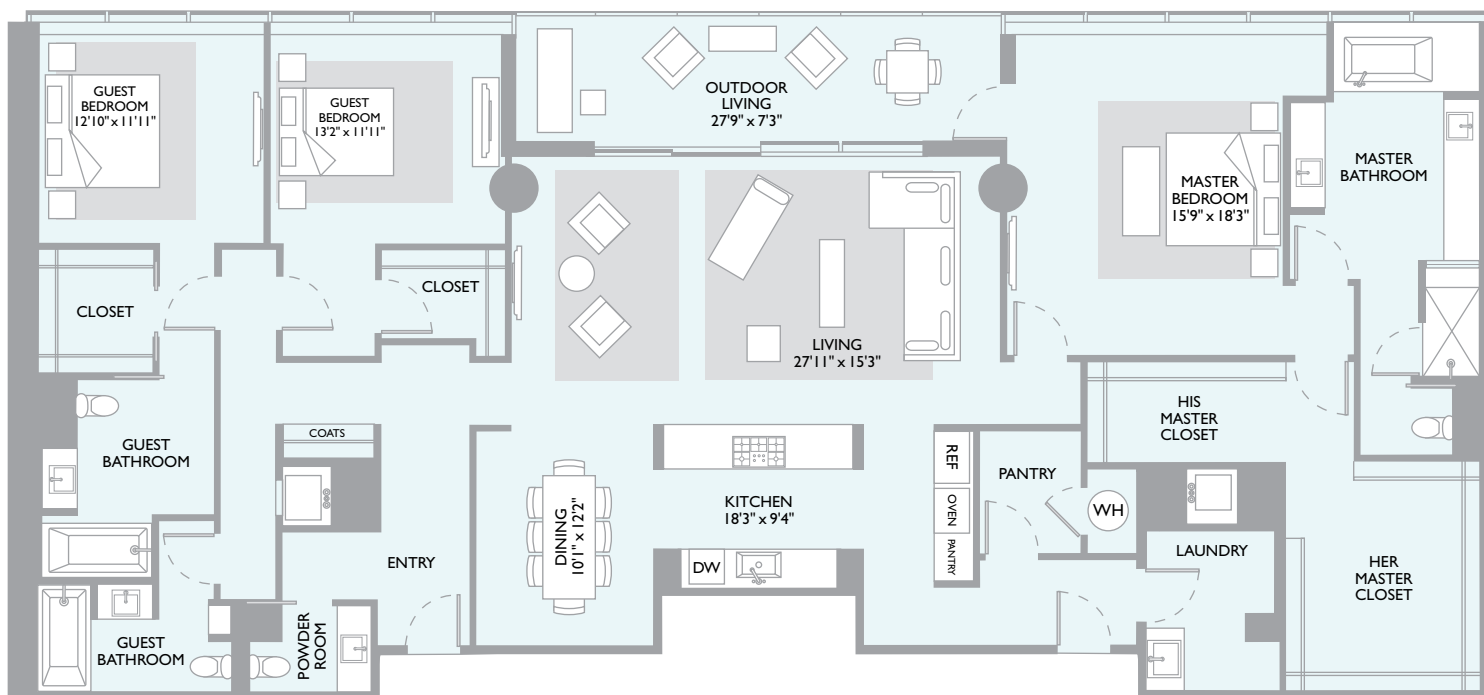 GUEST
BEDROOM
12'10" x 11'11"
GUEST
BEDROOM
13'2" x 11'11"
OUTDOOR
LIVING
27'9" x 7'3"
MASTER
BEDROOM
15'9" x 18'3"
MASTER
BATHROOM
CLOSET
CLOSET
LIVING
27'11" x 15'3"
HIS
MASTER
CLOSET
COATS
GUEST
BATHROOM
DINING
10'1" x 12'2"
KITCHEN
18'3" x 9'4"
REF
OVEN
PANTRY
PANTRY
WH
DW
ENTRY
LAUNDRY
HER
MASTER
CLOSET
GUEST
BATHROOM
POWDER
ROOM